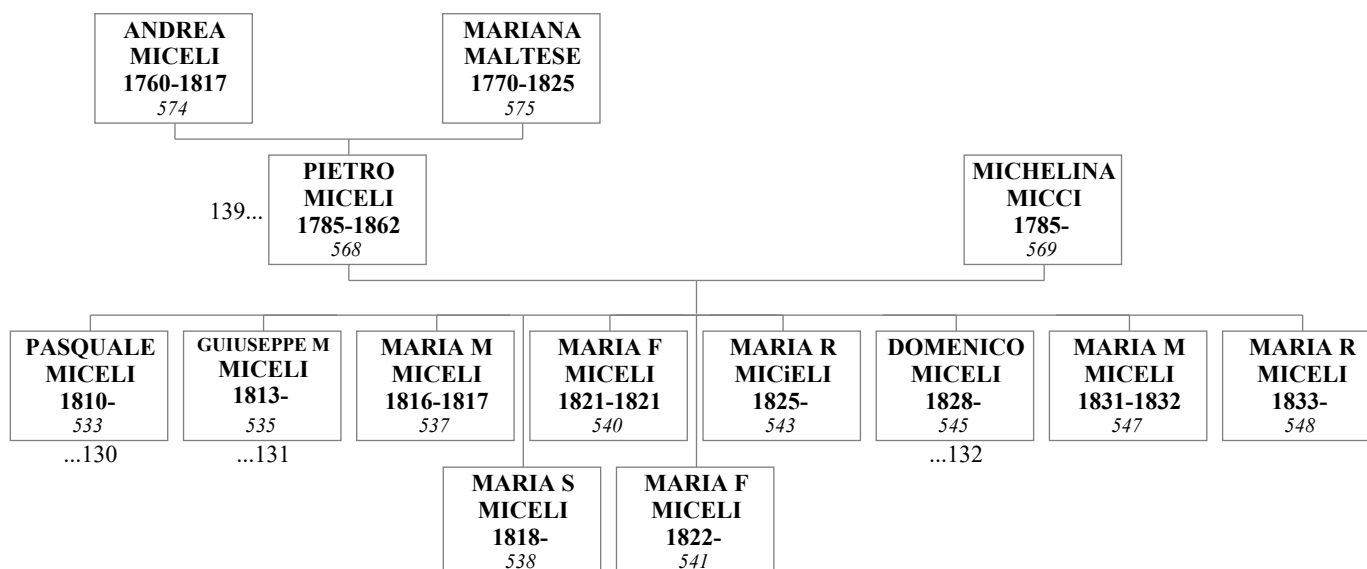 ANDREA
MICELI
1760-1817
574
MARIANA
MALTESE
1770-1825
575
139...
PIETRO
MICELI
1785-1862
568
MICHELINA
MICCI
1785-
569
PASQUALE
MICELI
1810-
533
...130
GUIUSEPPE M
MICELI
1813-
535
...131
MARIA M
MICELI
1816-1817
537
MARIA F
MICELI
1821-1821
540
MARIA R
MICiELI
1825-
543
DOMENICO
MICELI
1828-
545
...132
MARIA M
MICELI
1831-1832
547
MARIA R
MICELI
1833-
548
MARIA S
MICELI
1818-
538
MARIA F
MICELI
1822-
541